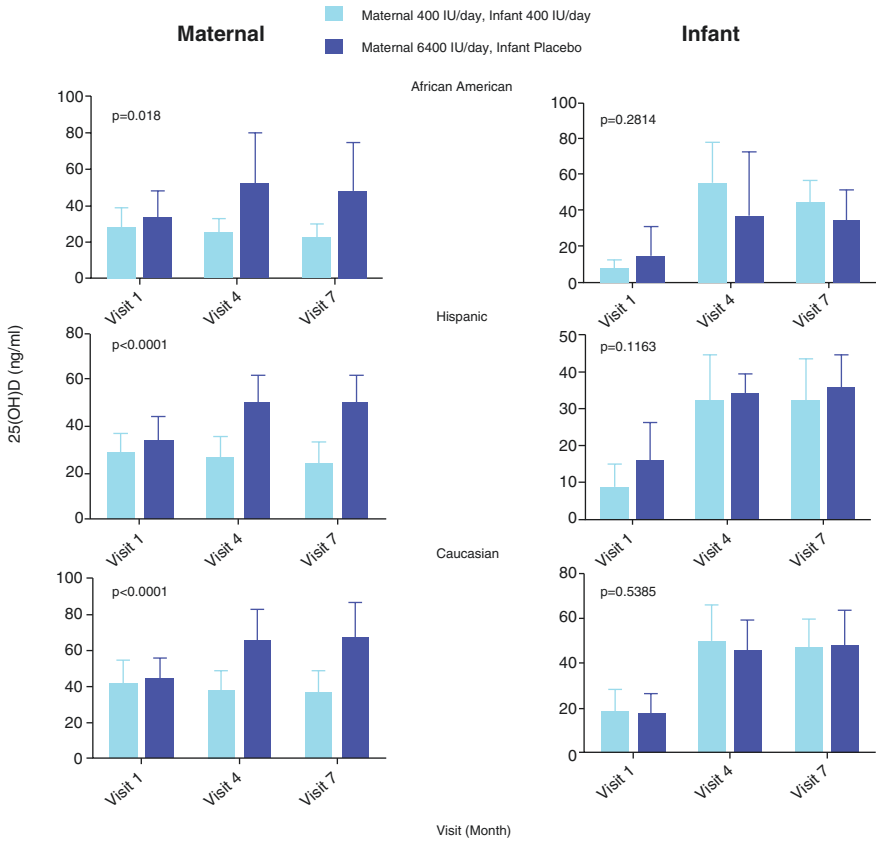 Maternal 400 IU/day, Infant 400 IU/day
Maternal
Infant
Maternal 6400 IU/day, Infant Placebo
African American
100
80
60
40
20
0
p=0.018
Visit 1
Visit 4
Visit 7
100
80
60
40
20
0
p=0.2814
Visit 1
Visit 4
Visit 7
25(OH)D (ng/ml)
Hispanic
80
60
40
20
0
p<0.0001
Visit 1
Visit 4
Visit 7
50
40
30
20
10
0
p=0.1163
Visit 1
Visit 4
Visit 7
Caucasian
100
80
60
40
20
0
p<0.0001
Visit 1
Visit 4
Visit 7
80
60
40
20
0
p=0.5385
Visit 1
Visit 4
Visit 7
Visit (Month)